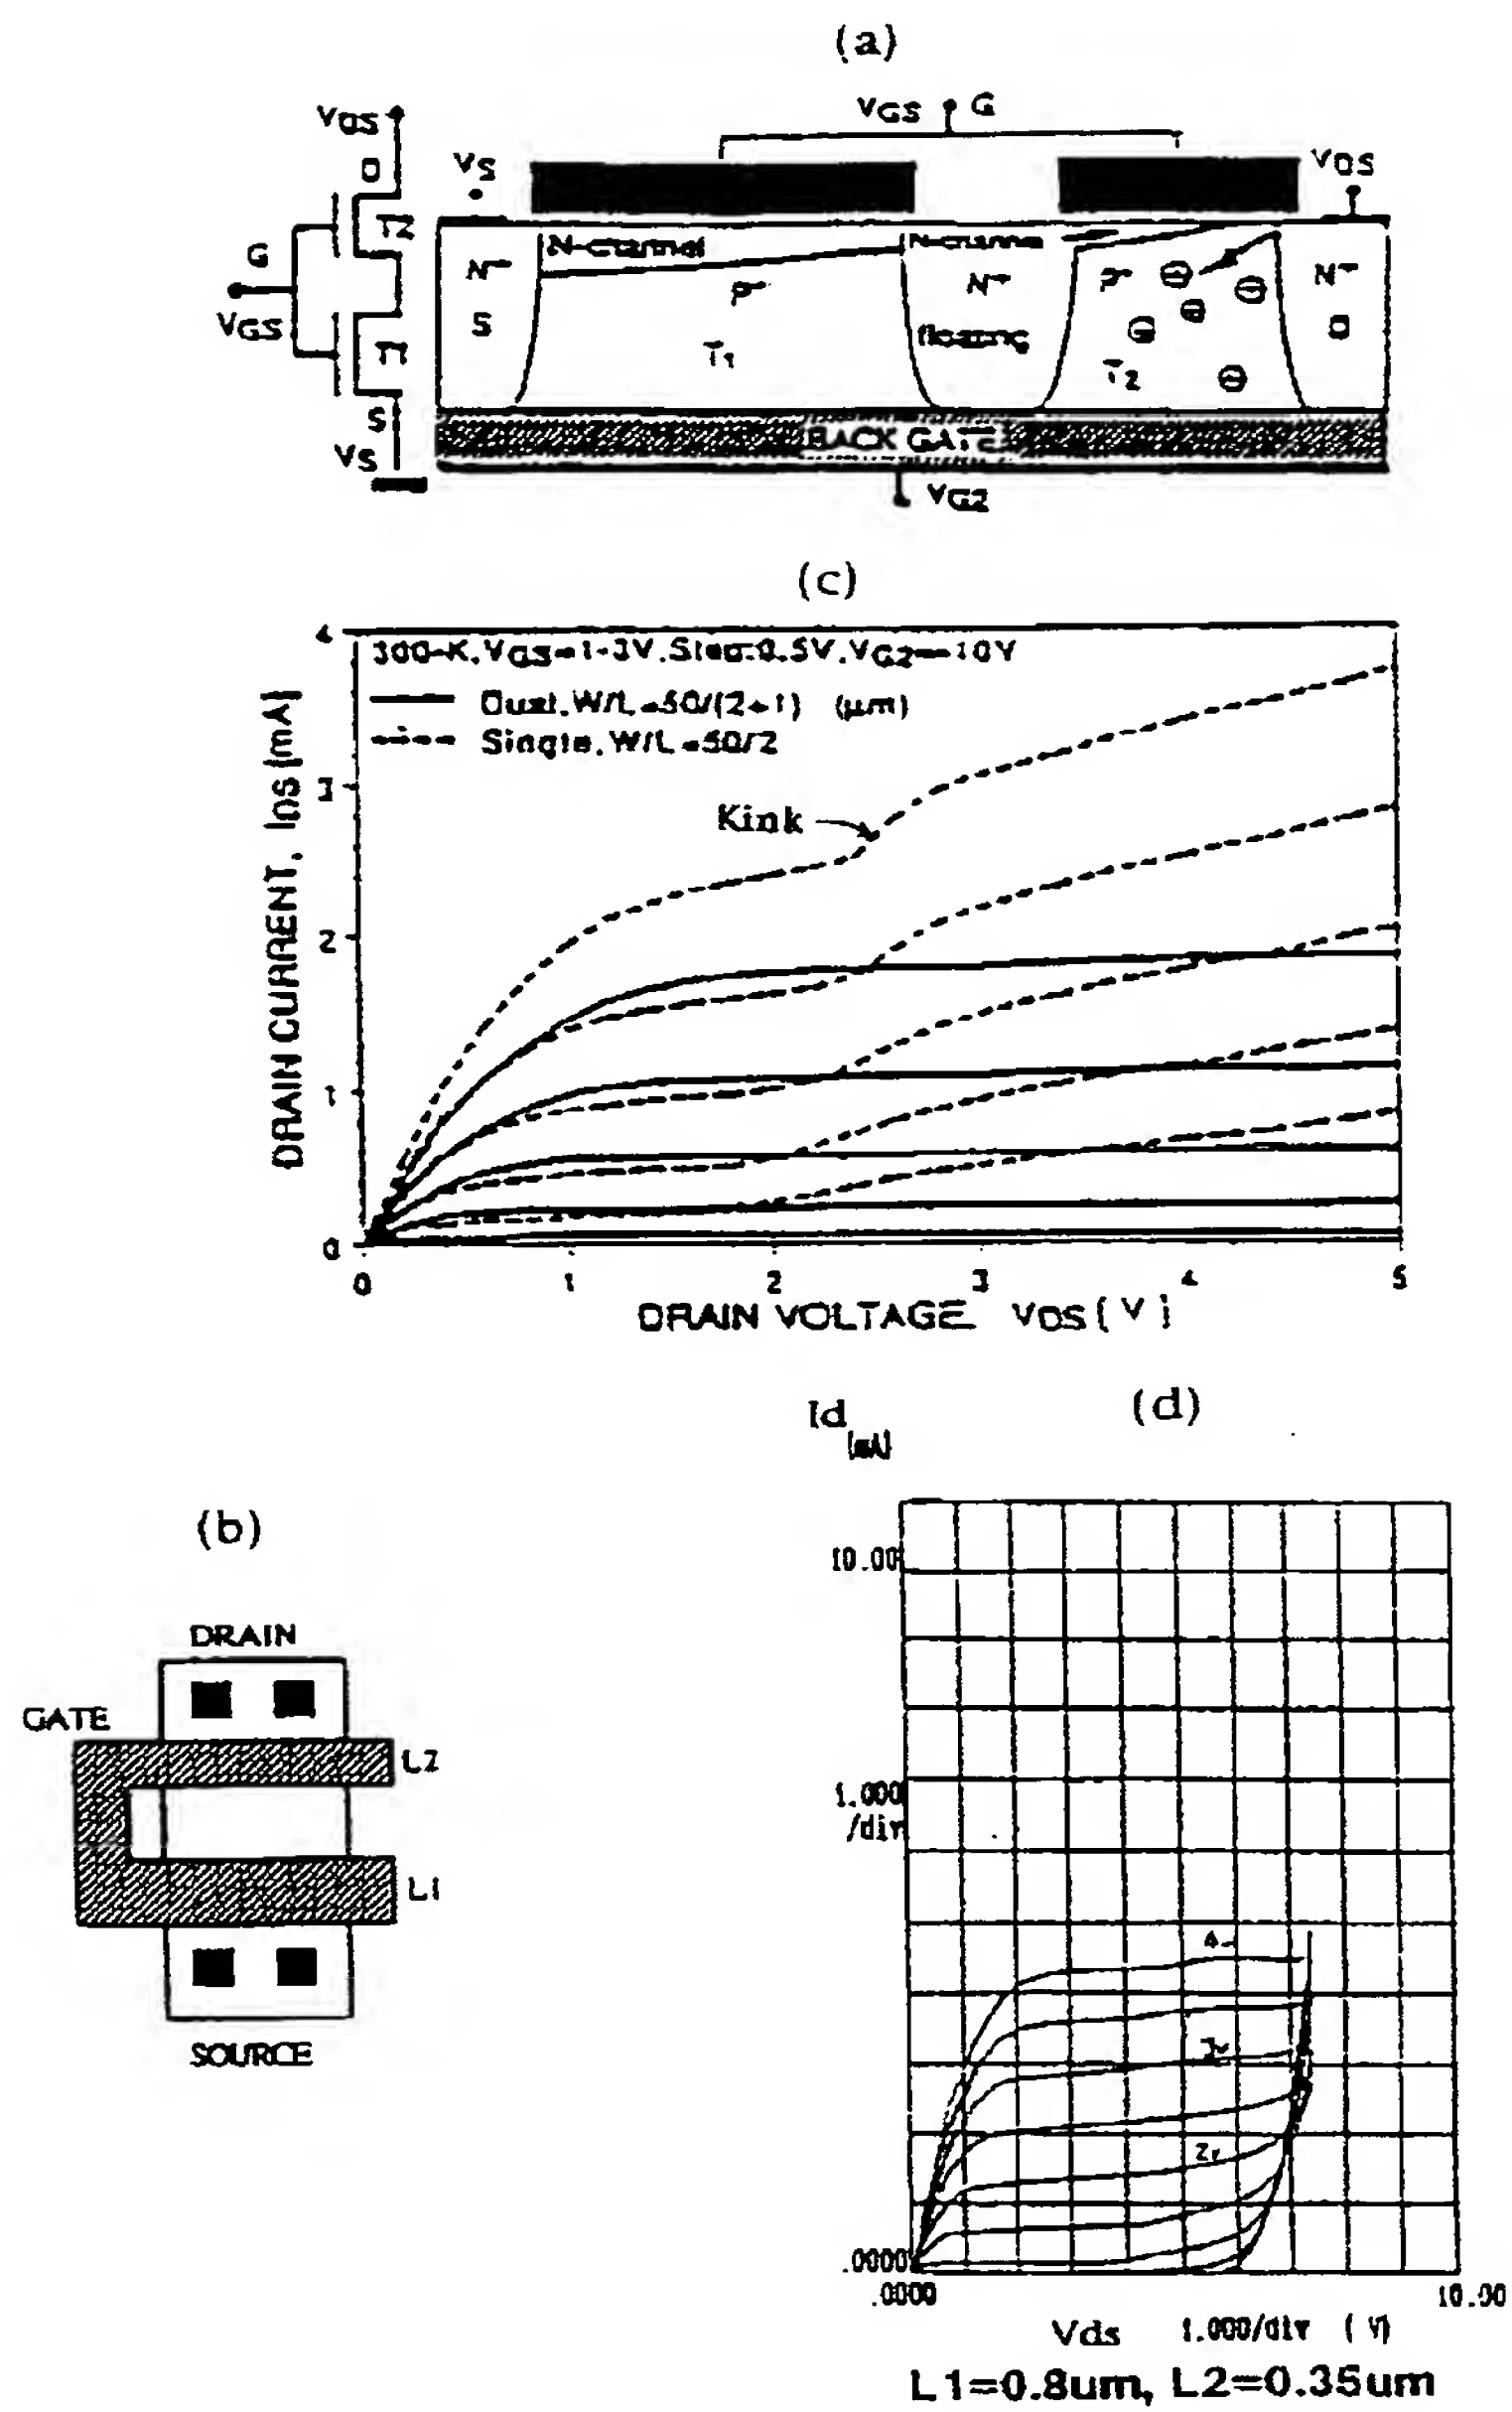 (a)
VDS
D
T2
G
VGS
T1
S
VS
VGS G
VS
VDS
N-channel
N-channel
N+
S
P-
T1
N+
floating
P-
T2
N+
D
BACK GATE
VG2
(c)
300-K, VGS=1-3V, Step:0.5V, VG2=-10V
Dual, W/L=50/(2+1) (μm)
Single, W/L=50/2
Kink
DRAIN CURRENT, IDS [mA]
4
3
2
1
0
0 1 2 3 4 5
DRAIN VOLTAGE VDS [V]
(b)
DRAIN
GATE
L2
L1
SOURCE
(d)
Id
[mA]
10.00
1.000
/div
.0000
4
3v
2v
.0000
10.00
Vds 1.000/div ( V)
L1=0.8um, L2=0.35um